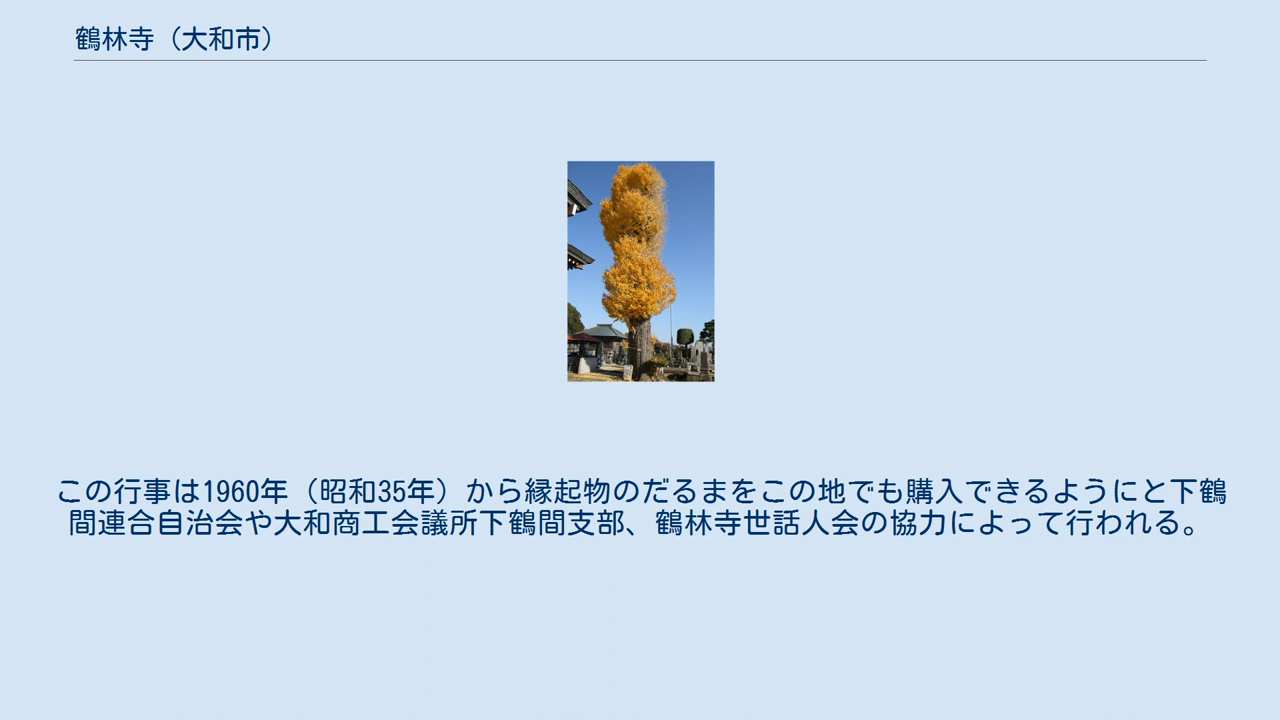 鶴林寺（大和市）
この行事は1960年（昭和35年）から縁起物のだるまをこの地でも購入できるようにと下鶴
間連合自治会や大和商工会議所下鶴間支部、鶴林寺世話人会の協力によって行われる。